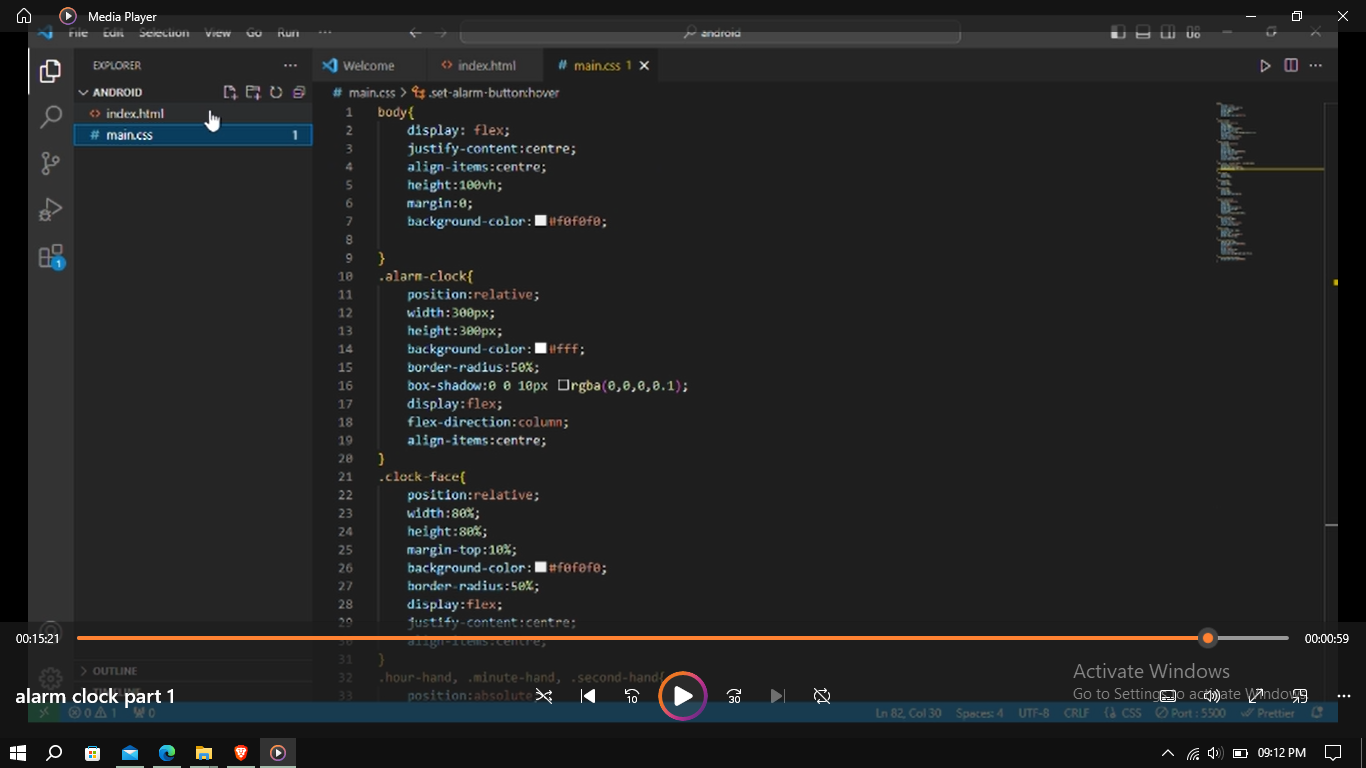 Media Player
File Edit Selection View Go Run ··· android
EXPLORER ···
Welcome
<> index.html
# main.css 1
ANDROID
<> index.html
# main.css 1
# main.css > .set-alarm-button:hover
1 body{
2 display: flex;
3 justify-content:centre;
4 align-items:centre;
5 height:100vh;
6 margin:0;
7 background-color:#f0f0f0;
8
9 }
10 .alarm-clock{
11 position:relative;
12 width:300px;
13 height:300px;
14 background-color:#fff;
15 border-radius:50%;
16 box-shadow:0 0 10px rgba(0,0,0,0.1);
17 display:flex;
18 flex-direction:column;
19 align-items:centre;
20 }
21 .clock-face{
22 position:relative;
23 width:80%;
24 height:80%;
25 margin-top:10%;
26 background-color:#f0f0f0;
27 border-radius:50%;
28 display:flex;
29 justify-content:centre;
30 align-items:centre;
31 }
32 .hour-hand, .minute-hand, .second-hand{
33 position:absolute
00:15:21
00:00:59
OUTLINE
TIMELINE
alarm clock part 1
10
30
Activate Windows
Go to Settings to activate Windows.
0 1 0
Ln 82, Col 30 Spaces: 4 UTF-8 CRLF {} CSS Port : 5500 Prettier
09:12 PM